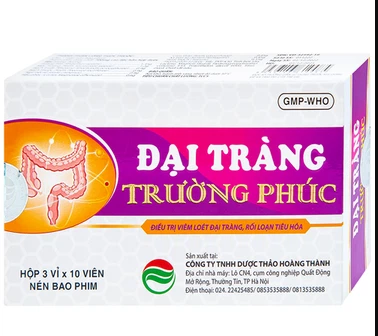 GMP-WHO
ĐẠI TRÀNG
TRƯỜNG PHÚC
ĐIỀU TRỊ VIÊM LOÉT ĐẠI TRÀNG, RỐI LOẠN TIÊU HÓA
HỘP 3 VỈ x 10 VIÊN
NÉN BAO PHIM
Sản xuất tại:
CÔNG TY TNHH DƯỢC THẢO HOÀNG THÀNH
Địa chỉ nhà máy: Lô CN4, cụm công nghiệp Quất Động
Mở Rộng, Thường Tín, TP Hà Nội
Điện thoại: 024. 22425485/ 0853535888/ 0813535888